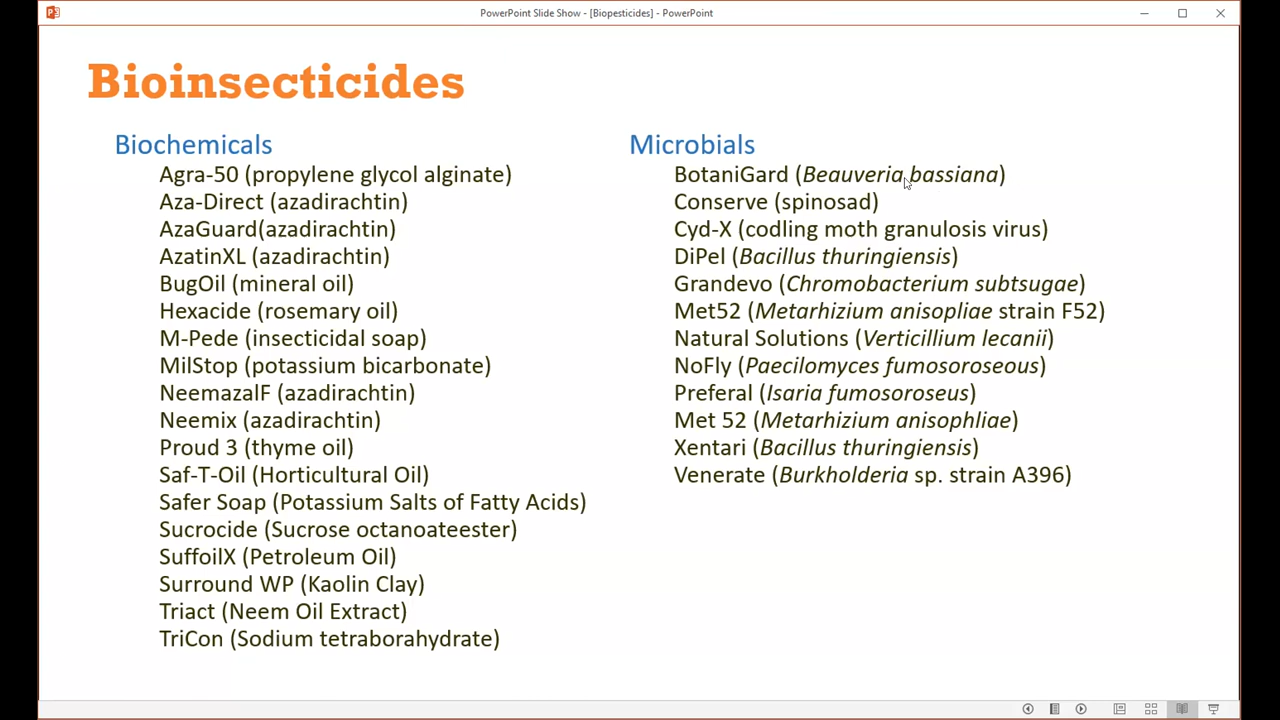 PowerPoint Slide Show - [Biopesticides] - PowerPoint
Bioinsecticides
Biochemicals
Agra-50 (propylene glycol alginate)
Aza-Direct (azadirachtin)
AzaGuard(azadirachtin)
AzatinXL (azadirachtin)
BugOil (mineral oil)
Hexacide (rosemary oil)
M-Pede (insecticidal soap)
MilStop (potassium bicarbonate)
NeemazalF (azadirachtin)
Neemix (azadirachtin)
Proud 3 (thyme oil)
Saf-T-Oil (Horticultural Oil)
Safer Soap (Potassium Salts of Fatty Acids)
Sucrocide (Sucrose octanoateester)
SuffoilX (Petroleum Oil)
Surround WP (Kaolin Clay)
Triact (Neem Oil Extract)
TriCon (Sodium tetraborahydrate)
Microbials
BotaniGard (Beauveria bassiana)
Conserve (spinosad)
Cyd-X (codling moth granulosis virus)
DiPel (Bacillus thuringiensis)
Grandevo (Chromobacterium subtsugae)
Met52 (Metarhizium anisopliae strain F52)
Natural Solutions (Verticillium lecanii)
NoFly (Paecilomyces fumosoroseous)
Preferal (Isaria fumosoroseus)
Met 52 (Metarhizium anisophliae)
Xentari (Bacillus thuringiensis)
Venerate (Burkholderia sp. strain A396)